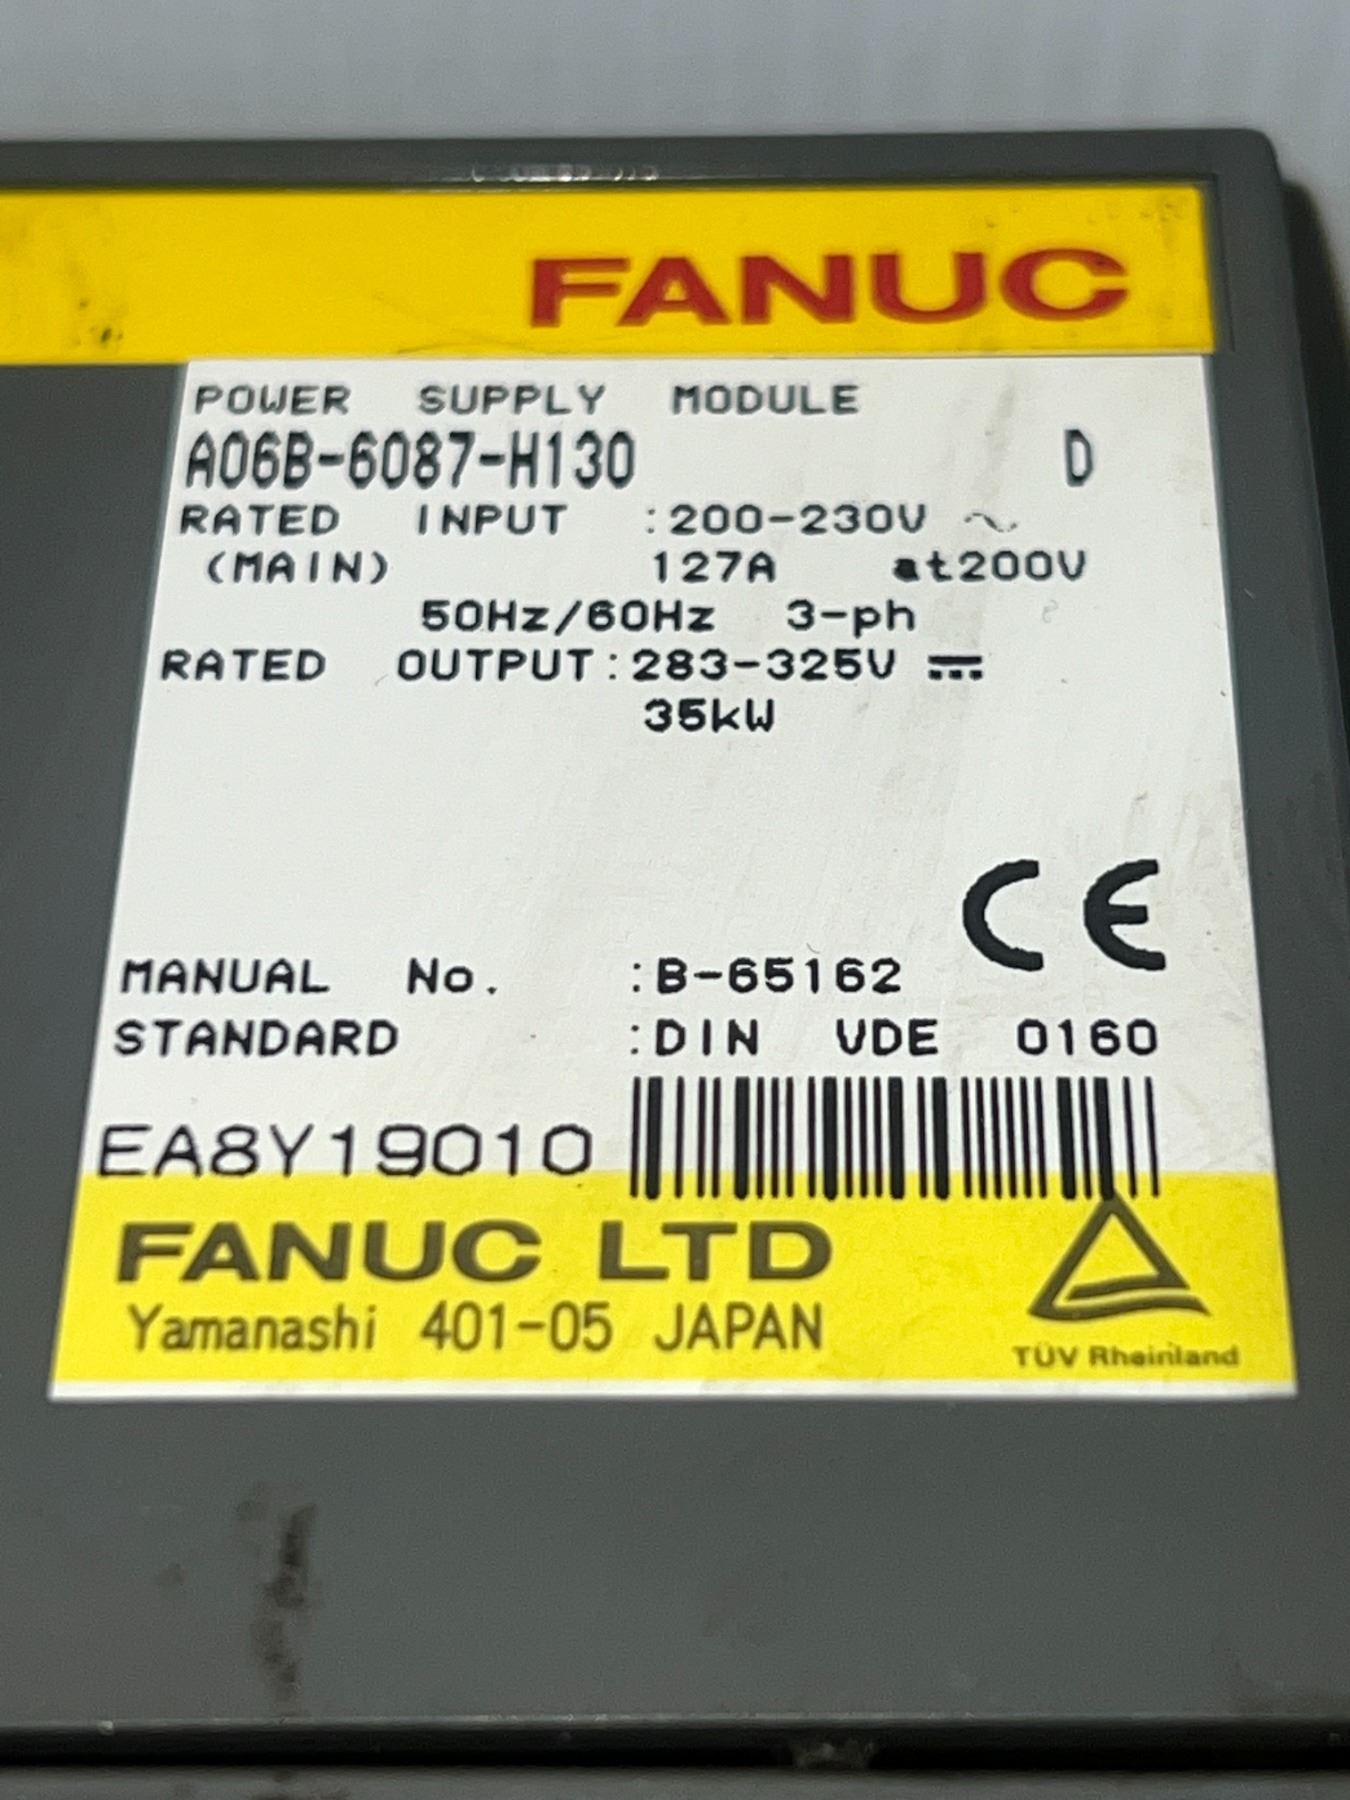 FANUC
POWER SUPPLY MODULE
A06B-6087-H130 D
RATED INPUT :200-230V ~
(MAIN) 127A at200V
50Hz/60Hz 3-ph
RATED OUTPUT:283-325V ⎓
35kW
CE
MANUAL No. :B-65162
STANDARD :DIN VDE 0160
EA8Y19010
FANUC LTD
Yamanashi 401-05 JAPAN
TÜV Rheinland